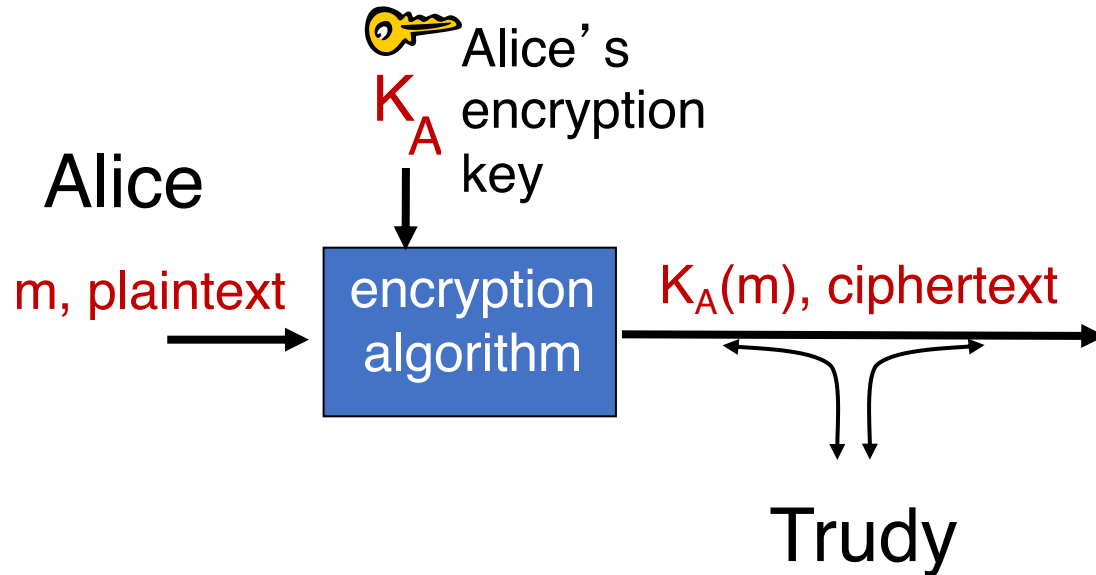 Alice's
encryption
key
K_A
Alice
m, plaintext
encryption
algorithm
K_A(m), ciphertext
Trudy